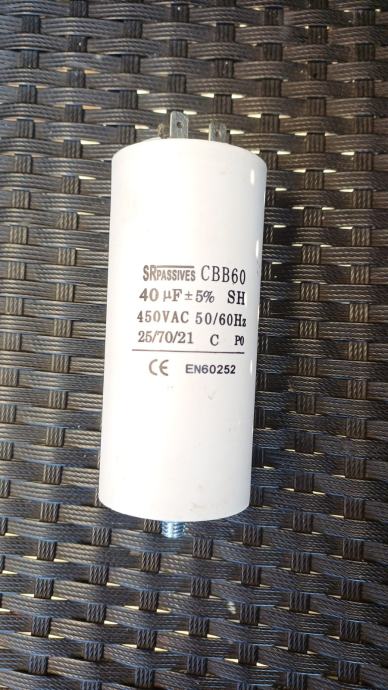 SRPASSIVES CBB60
40 µF±5% SH
450VAC 50/60Hz
25/70/21 C P0
CE EN60252